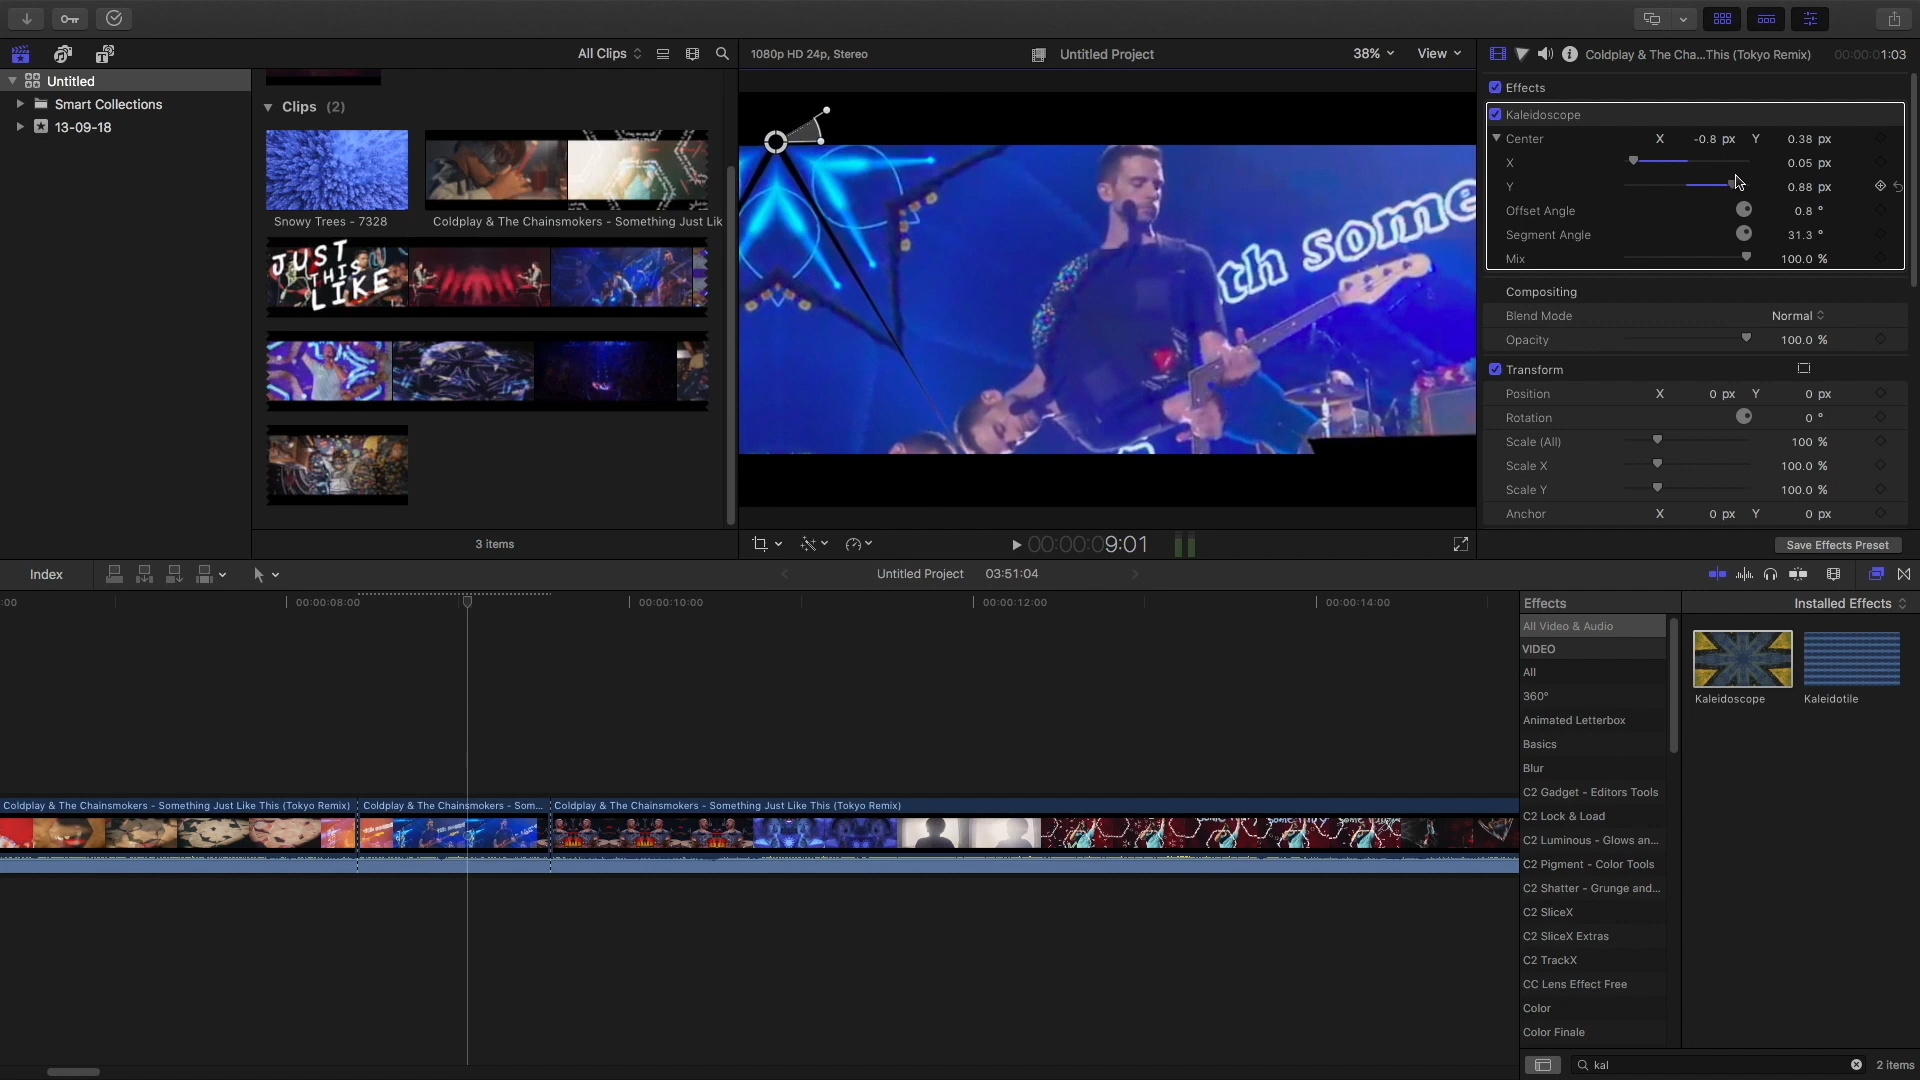 All Clips
1080p HD 24p, Stereo
Untitled Project
38%
View
Coldplay & The Cha...This (Tokyo Remix)
00:00:01:03
Untitled
Smart Collections
13-09-18
Clips (2)
Snowy Trees - 7328
Coldplay & The Chainsmokers - Something Just Lik
JUST
THIS
LIKE
3 items
th some
00:00:00:09:01
Effects
Kaleidoscope
Center X -0.8 px Y 0.38 px
X 0.05 px
Y 0.88 px
Offset Angle 0.8 °
Segment Angle 31.3 °
Mix 100.0 %
Compositing
Blend Mode Normal
Opacity 100.0 %
Transform
Position X 0 px Y 0 px
Rotation 0 °
Scale (All) 100 %
Scale X 100.0 %
Scale Y 100.0 %
Anchor X 0 px Y 0 px
Save Effects Preset
Index
Untitled Project 03:51:04
:00
00:00:08:00
00:00:10:00
00:00:12:00
00:00:14:00
Coldplay & The Chainsmokers - Something Just Like This (Tokyo Remix)
Coldplay & The Chainsmokers - Som...
Coldplay & The Chainsmokers - Something Just Like This (Tokyo Remix)
Effects
Installed Effects
All Video & Audio
VIDEO
All
360°
Animated Letterbox
Basics
Blur
C2 Gadget - Editors Tools
C2 Lock & Load
C2 Luminous - Glows an...
C2 Pigment - Color Tools
C2 Shatter - Grunge and...
C2 SliceX
C2 SliceX Extras
C2 TrackX
CC Lens Effect Free
Color
Color Finale
Kaleidoscope
Kaleidotile
kal
2 items